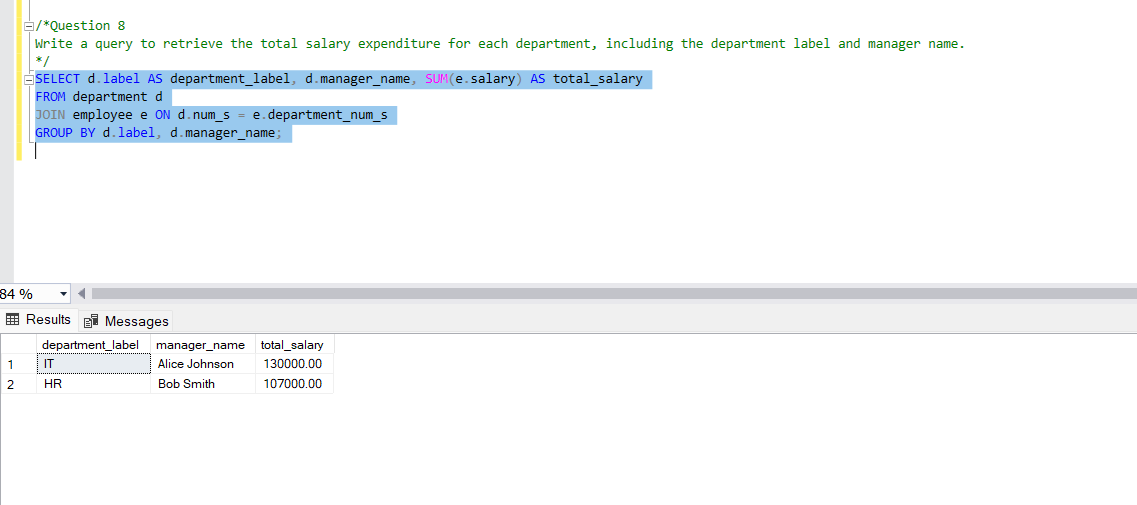 /*Question 8
Write a query to retrieve the total salary expenditure for each department, including the department label and manager name.
*/
SELECT d.label AS department_label, d.manager_name, SUM(e.salary) AS total_salary
FROM department d
JOIN employee e ON d.num_s = e.department_num_s
GROUP BY d.label, d.manager_name;
84 %
Results Messages
department_label manager_name total_salary
1 IT Alice Johnson 130000.00
2 HR Bob Smith 107000.00